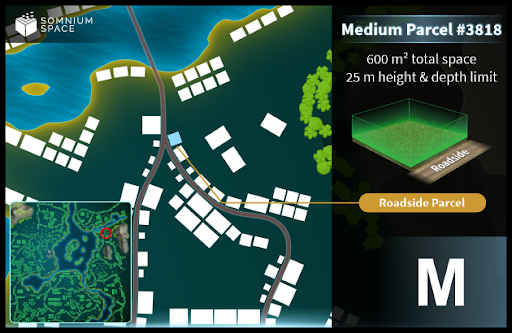 SOMNIUM
SPACE
Medium Parcel #3818
600 m² total space
25 m height & depth limit
Roadside
Roadside Parcel
M